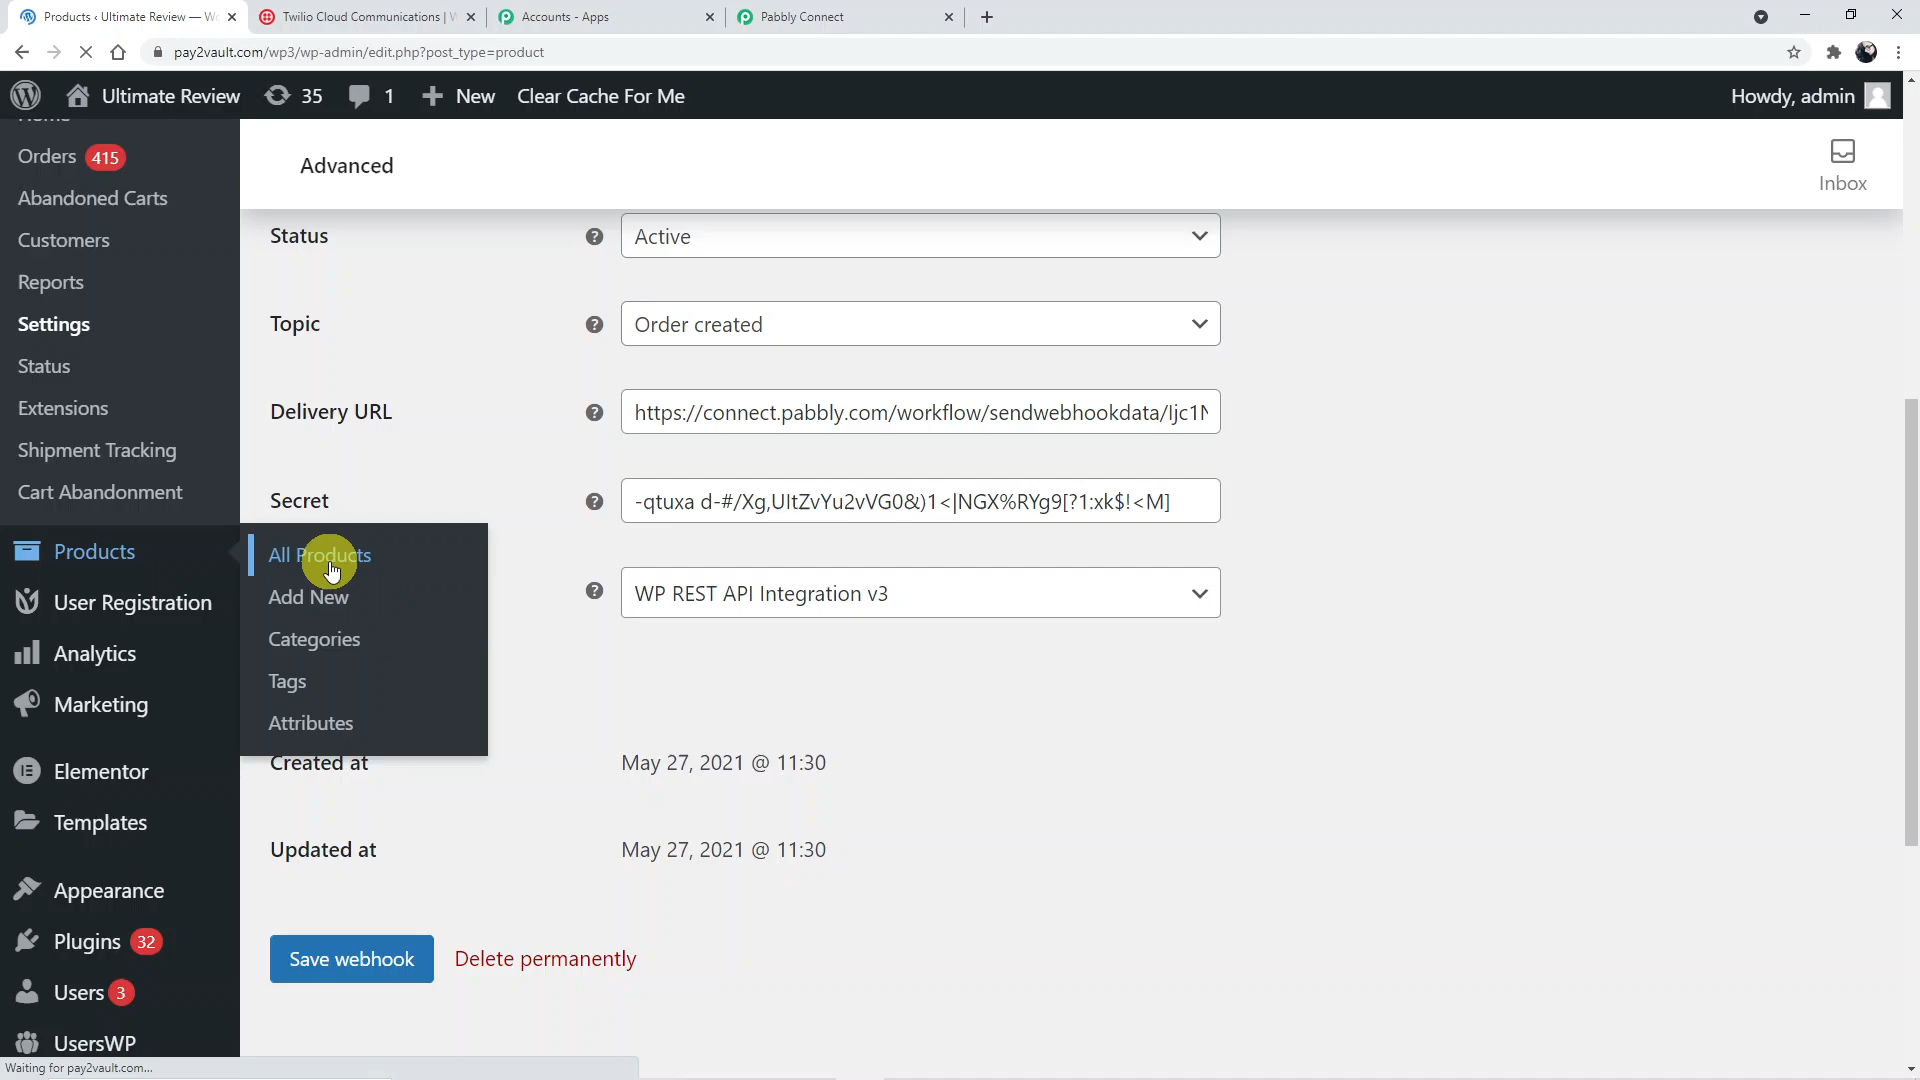 Products ‹ Ultimate Review — Wo
Twilio Cloud Communications | W
Accounts - Apps
Pabbly Connect
pay2vault.com/wp3/wp-admin/edit.php?post_type=product
Ultimate Review
35
1
New
Clear Cache For Me
Howdy, admin
Home
Orders 415
Abandoned Carts
Customers
Reports
Settings
Status
Extensions
Shipment Tracking
Cart Abandonment
Products
User Registration
Analytics
Marketing
Elementor
Templates
Appearance
Plugins 32
Users 3
UsersWP
All Products
Add New
Categories
Tags
Attributes
Advanced
Inbox
Status
Active
Topic
Order created
Delivery URL
https://connect.pabbly.com/workflow/sendwebhookdata/Ijc1N
Secret
-qtuxa d-#/Xg,UItZvYu2vVG0&)1<|NGX%RYg9[?1:xk$!<M]
WP REST API Integration v3
Created at
May 27, 2021 @ 11:30
Updated at
May 27, 2021 @ 11:30
Save webhook
Delete permanently
Waiting for pay2vault.com...